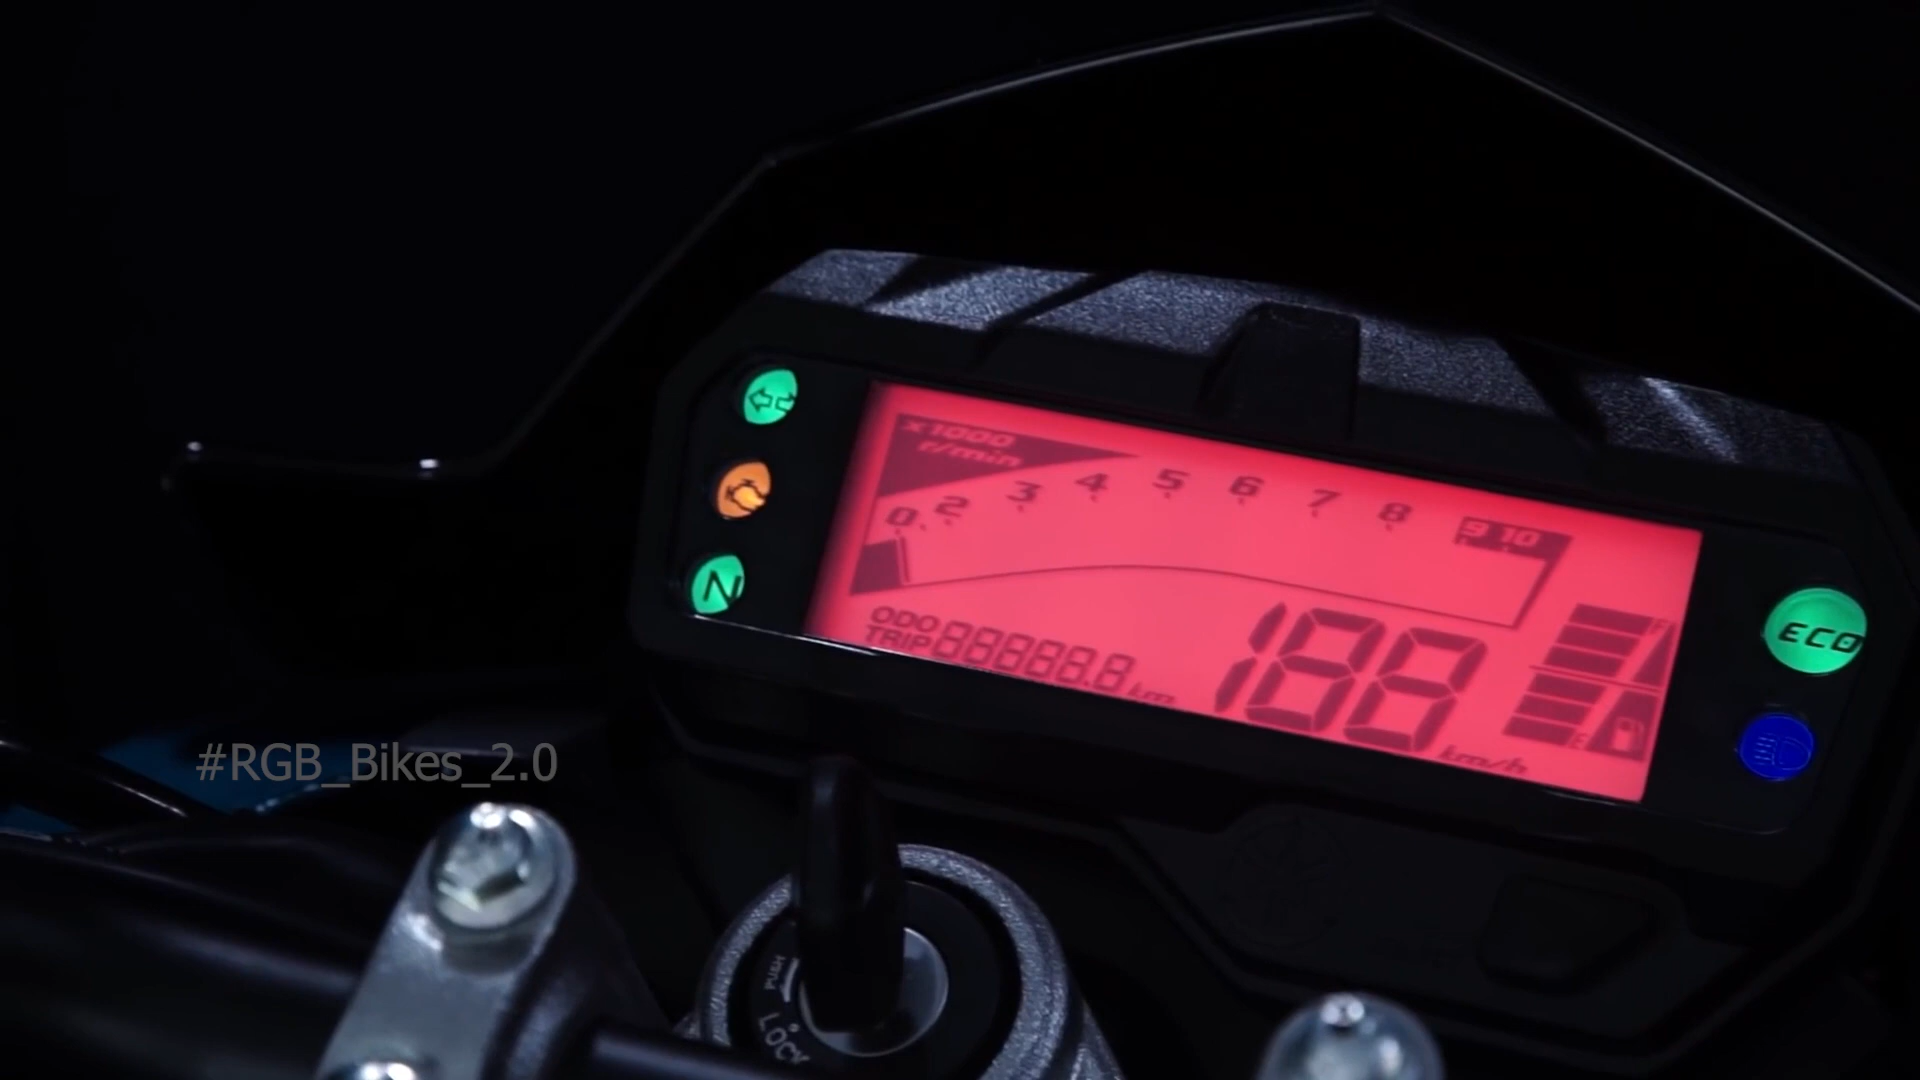 x1000
r/min
0 2 3 4 5 6 7 8 9 10
ODO
TRIP 88888.8 km
188 km/h
F
E
N
ECO
#RGB_Bikes_2.0
PUSH
LOCK